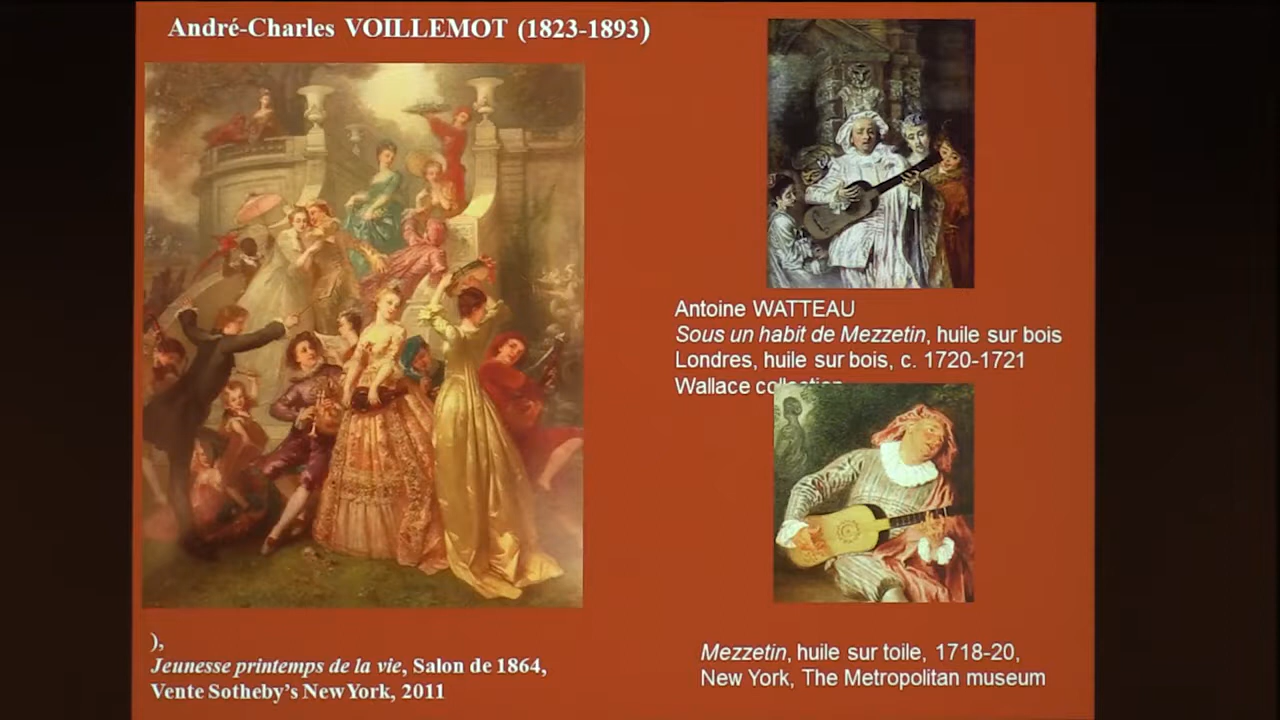 André-Charles VOILLEMOT (1823-1893)
Antoine WATTEAU
Sous un habit de Mezzetin, huile sur bois
Londres, huile sur bois, c. 1720-1721
Wallace collection
),
Jeunesse printemps de la vie, Salon de 1864,
Vente Sotheby's New York, 2011
Mezzetin, huile sur toile, 1718-20,
New York, The Metropolitan museum